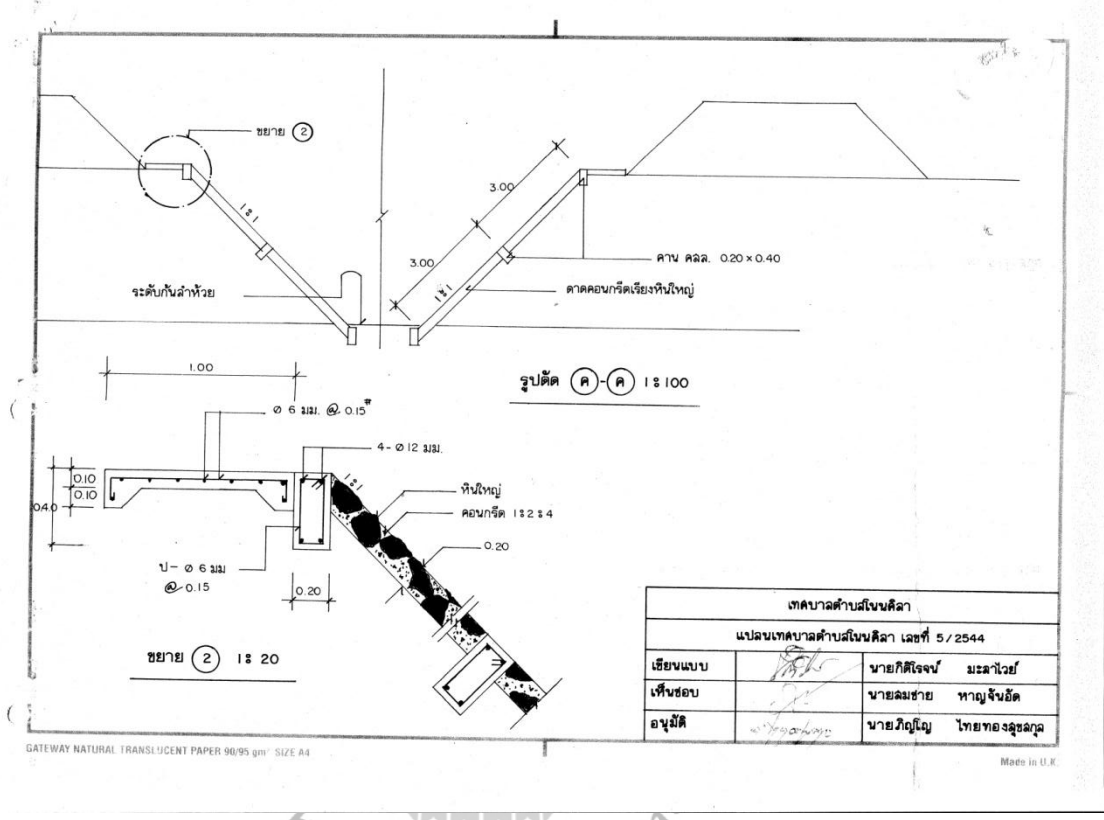 ขยาย 2
3.00
1:1
3.00
คาน คสล. 0.20 × 0.40
ระดับก้นลำห้วย
1:1
ดาดคอนกรีตเรียงหินใหญ่
1.00
รูปตัด ค - ค 1:100
Ø 6 มม. @ 0.15 #
4- Ø 12 มม.
0.10
0.10
0.40
1:1
หินใหญ่
คอนกรีต 1:2:4
0.20
ป- Ø 6 มม
@ 0.15
0.20
ขยาย 2 1: 20
เทศบาลตำบลโนนศิลา
แปลนเทศบาลตำบลโนนศิลา เลขที่ 5/2544
เขียนแบบ นายกิติโรจน์ มะลาไวย์
เห็นชอบ นายสมชาย หาญจันอัด
อนุมัติ นายภิญโญ ไทยทองสุขสกุล
GATEWAY NATURAL TRANSLUCENT PAPER 90/95 gm² SIZE A4
Made in U.K.